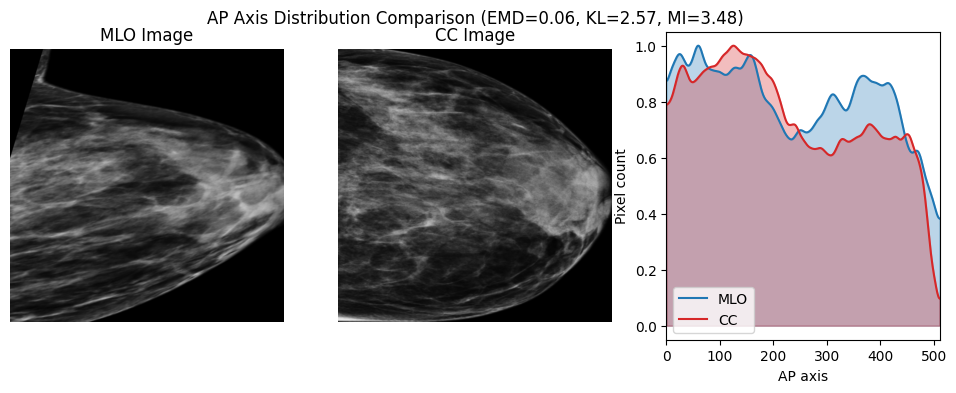 AP Axis Distribution Comparison (EMD=0.06, KL=2.57, MI=3.48)
MLO Image
CC Image
1.0
0.8
0.6
0.4
0.2
0.0
Pixel count
MLO
CC
0 100 200 300 400 500
AP axis